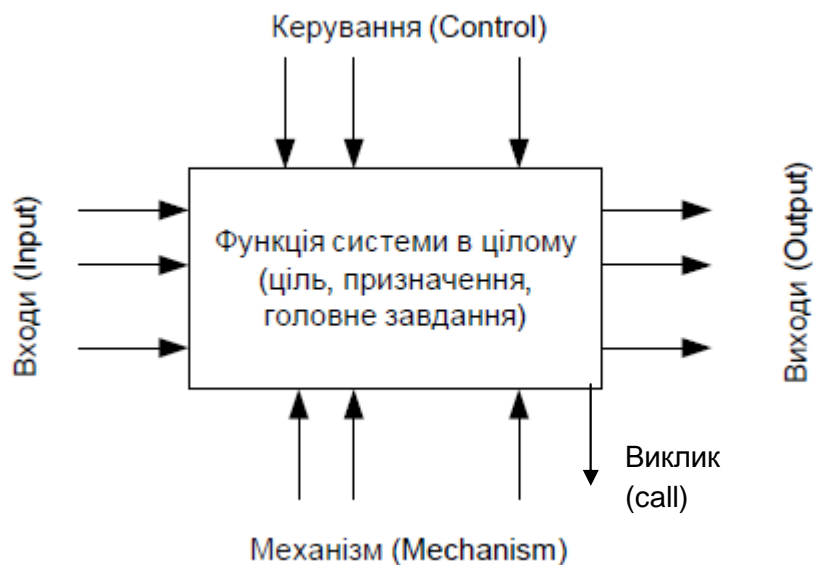 Керування (Control)
Входи (Input)
Функція системи в цілому
(ціль, призначення,
головне завдання)
Виходи (Output)
Виклик
(call)
Механізм (Mechanism)